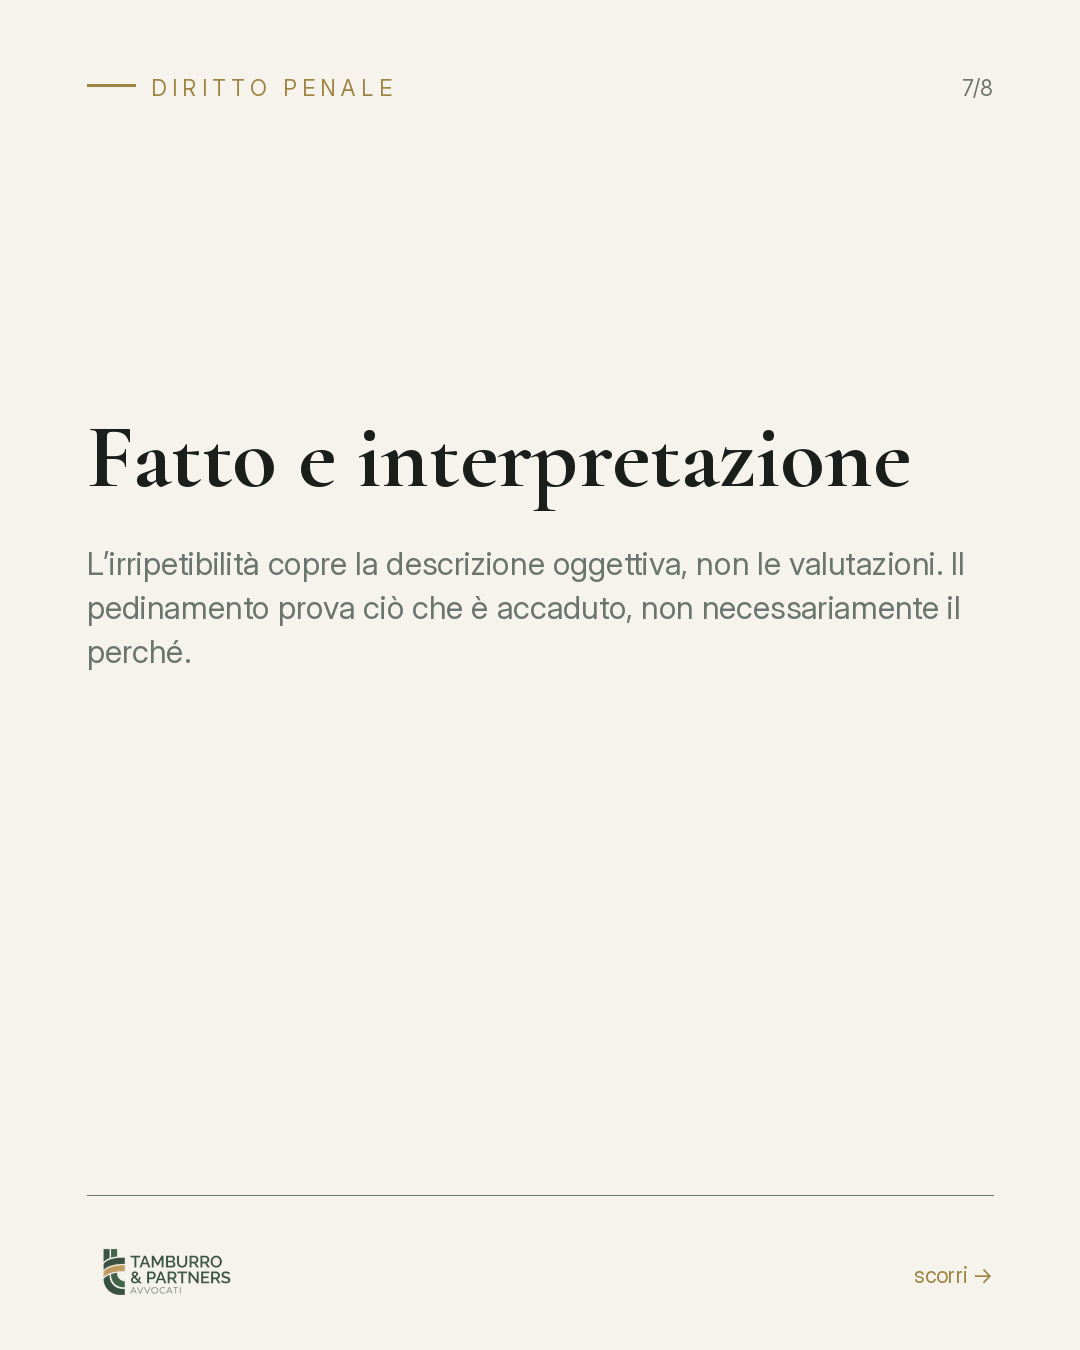 DIRITTO PENALE
7/8
Fatto e interpretazione
L’irripetibilità copre la descrizione oggettiva, non le valutazioni. Il
pedinamento prova ciò che è accaduto, non necessariamente il
perché.
TAMBURRO
& PARTNERS
AVVOCATI
scorri →